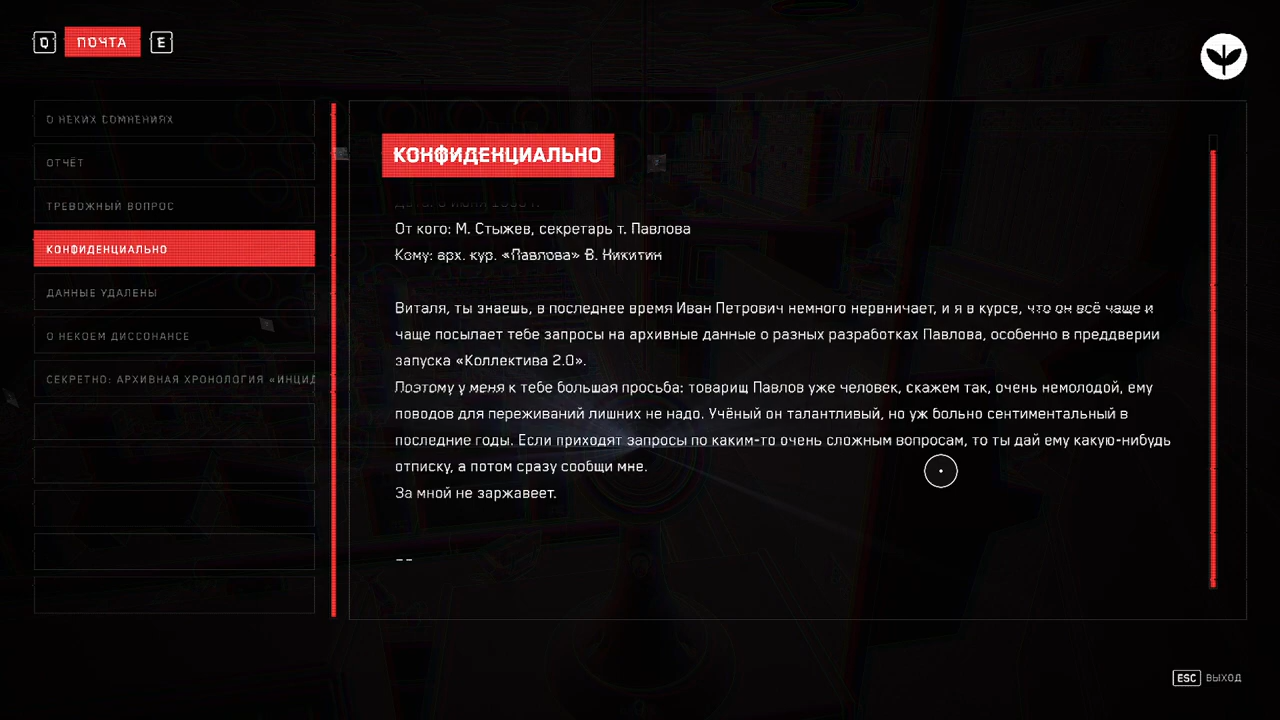 Q ПОЧТА E
О НЕКИХ СОМНЕНИЯХ
ОТЧЁТ
ТРЕВОЖНЫЙ ВОПРОС
КОНФИДЕНЦИАЛЬНО
ДАННЫЕ УДАЛЕНЫ
О НЕКОЕМ ДИССОНАНСЕ
СЕКРЕТНО: АРХИВНАЯ ХРОНОЛОГИЯ «ИНЦИД
КОНФИДЕНЦИАЛЬНО
От кого: М. Стыжев, секретарь т. Павлова
Кому: арх. кур. «Павлова» В. Никитин
Виталя, ты знаешь, в последнее время Иван Петрович немного нервничает, и я в курсе, что он всё чаще и
чаще посылает тебе запросы на архивные данные о разных разработках Павлова, особенно в преддверии
запуска «Коллектива 2.0».
Поэтому у меня к тебе большая просьба: товарищ Павлов уже человек, скажем так, очень немолодой, ему
поводов для переживаний лишних не надо. Учёный он талантливый, но уж больно сентиментальный в
последние годы. Если приходят запросы по каким-то очень сложным вопросам, то ты дай ему какую-нибудь
отписку, а потом сразу сообщи мне.
За мной не заржавеет.
--
ESC ВЫХОД